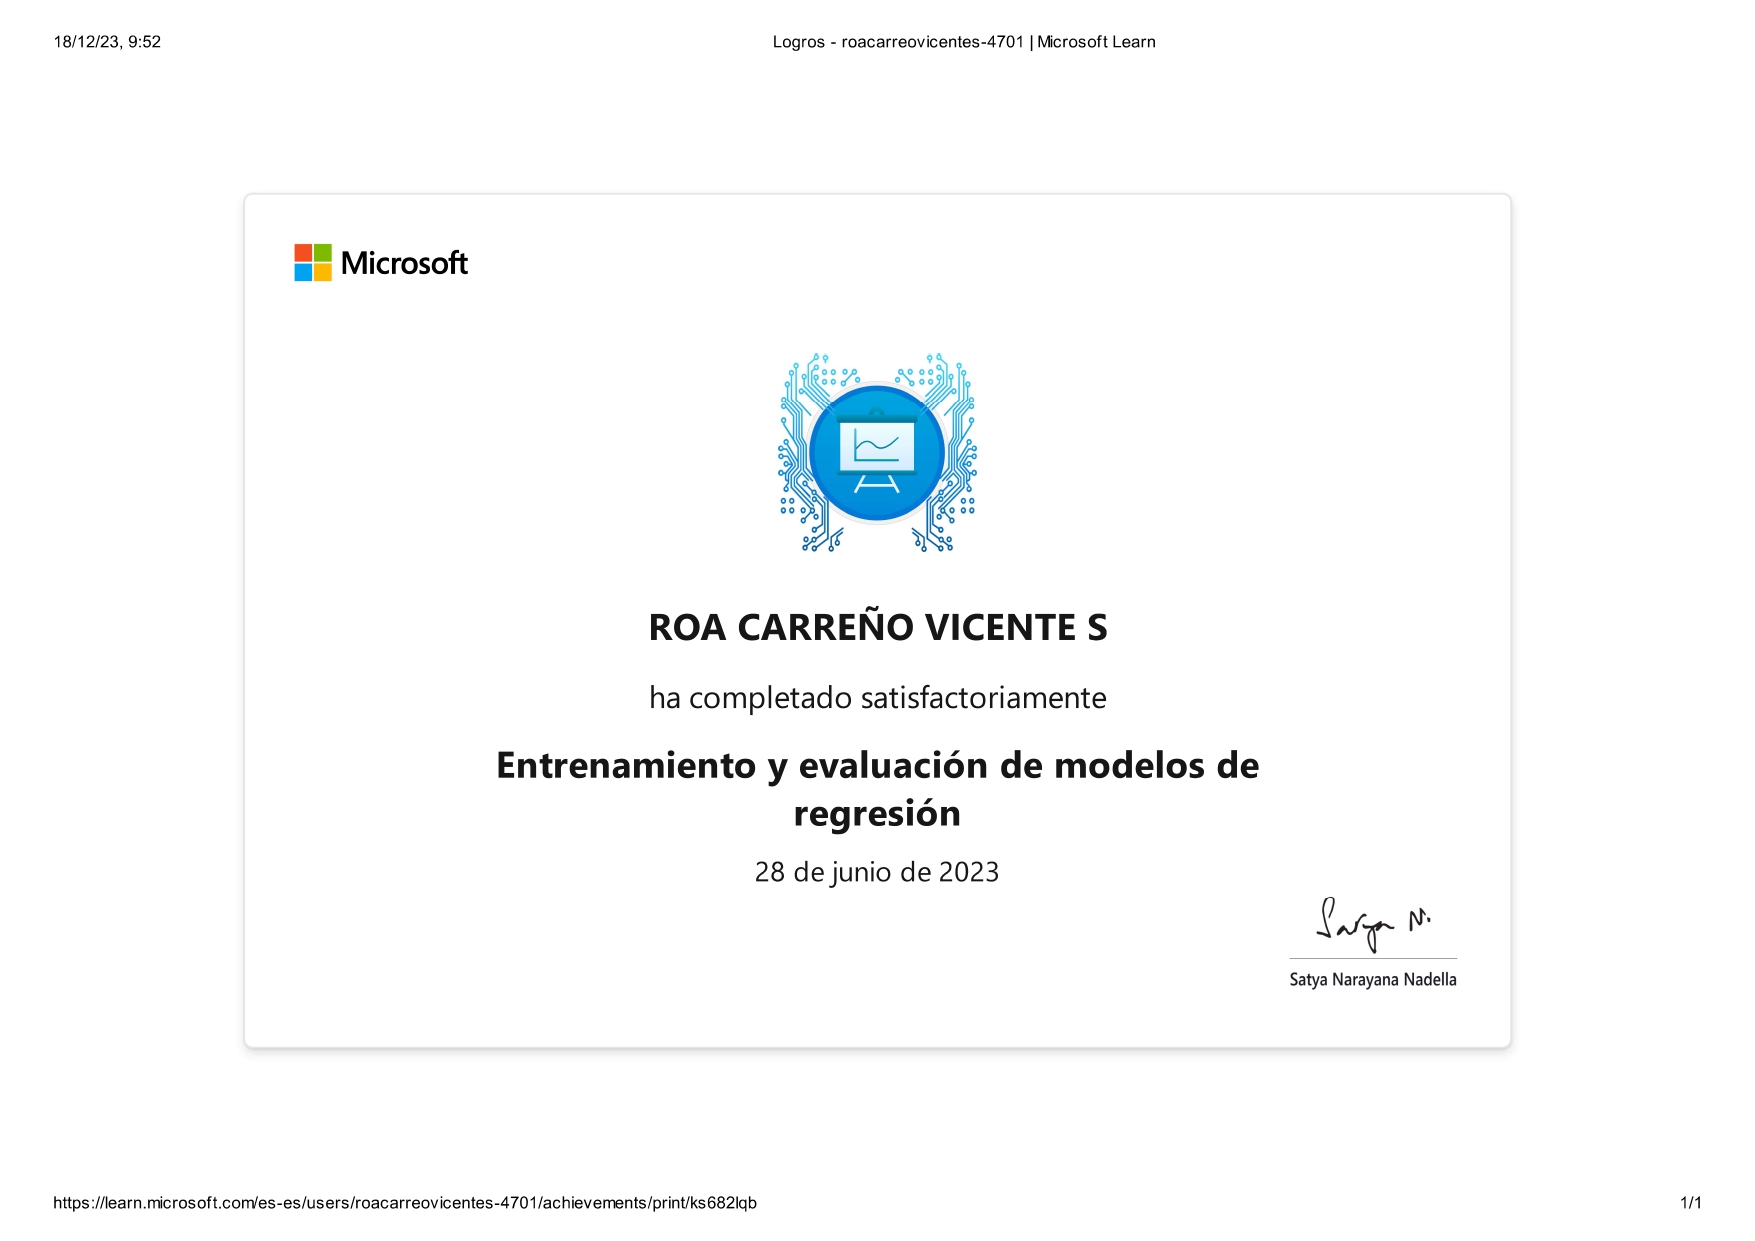 18/12/23, 9:52
Logros - roacarreovicentes-4701 | Microsoft Learn
Microsoft
ROA CARREÑO VICENTE S
ha completado satisfactoriamente
Entrenamiento y evaluación de modelos de
regresión
28 de junio de 2023
Satya N.
Satya Narayana Nadella
https://learn.microsoft.com/es-es/users/roacarreovicentes-4701/achievements/print/ks682lqb
1/1